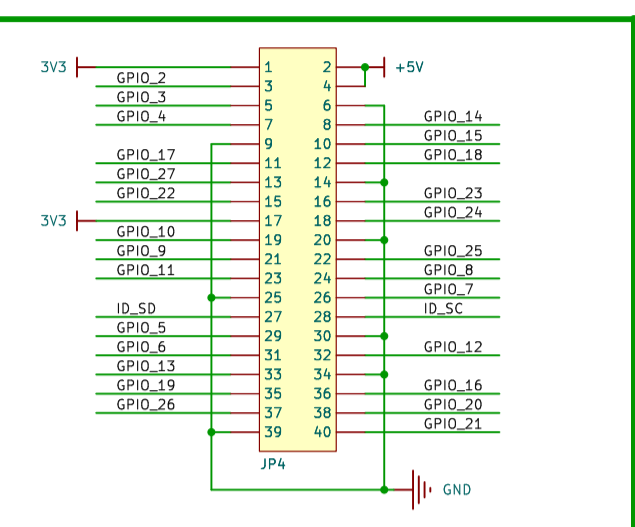 3V3 1 2 +5V
GPIO_2 3 4
GPIO_3 5 6
GPIO_4 7 8 GPIO_14
9 10 GPIO_15
GPIO_17 11 12 GPIO_18
GPIO_27 13 14
GPIO_22 15 16 GPIO_23
3V3 17 18 GPIO_24
GPIO_10 19 20
GPIO_9 21 22 GPIO_25
GPIO_11 23 24 GPIO_8
25 26 GPIO_7
ID_SD 27 28 ID_SC
GPIO_5 29 30
GPIO_6 31 32 GPIO_12
GPIO_13 33 34
GPIO_19 35 36 GPIO_16
GPIO_26 37 38 GPIO_20
39 40 GPIO_21
JP4
GND